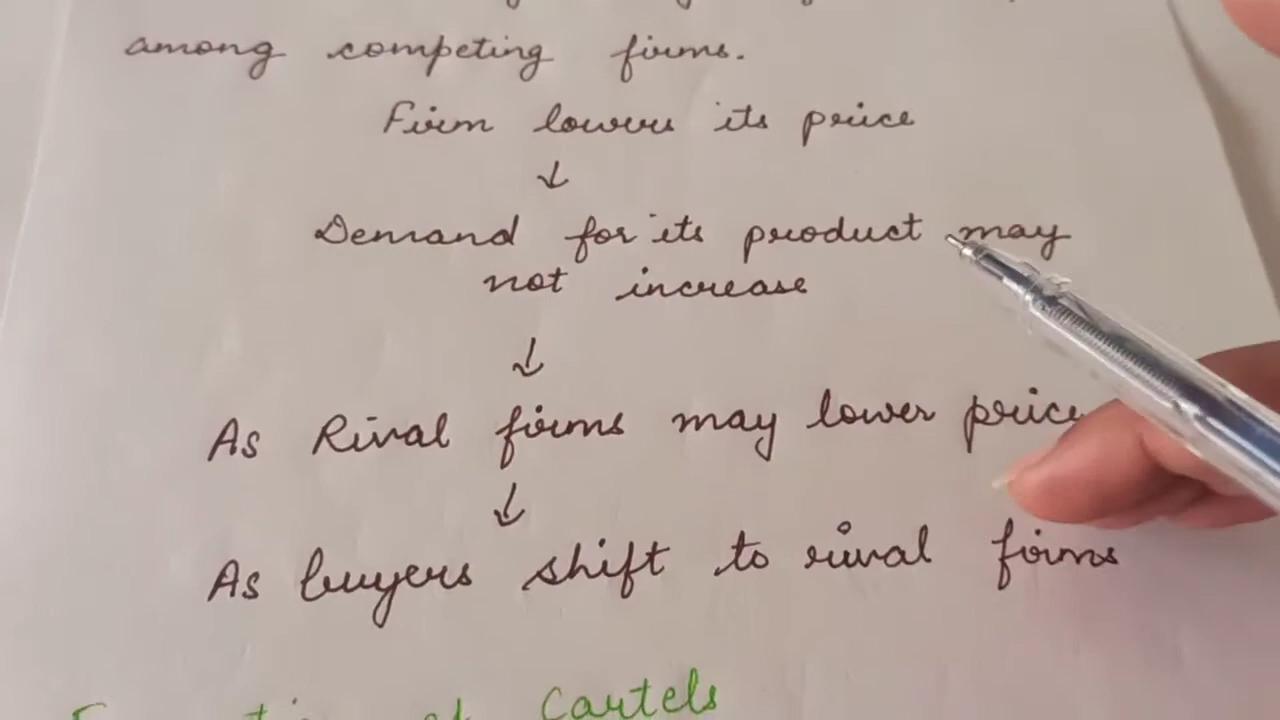 among competing firms.
Firm lowers its price
↓
Demand for its product may
not increase
↓
As Rival firms may lower price
↓
As buyers shift to rival firms
Cartels